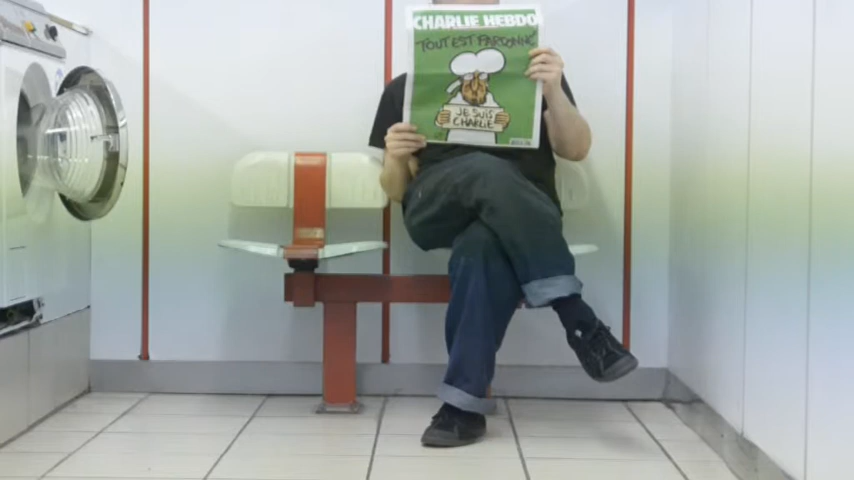 CHARLIE HEBDO
TOUT EST PARDONNÉ
JE SUIS
CHARLIE